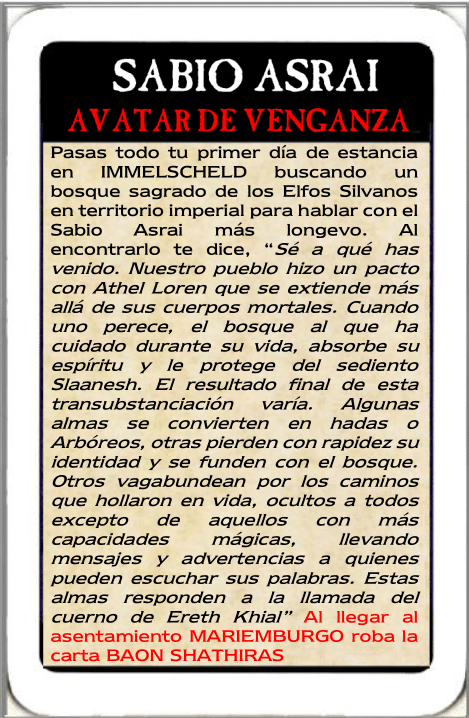 SABIO ASRAI
AVATAR DE VENGANZA
Pasas todo tu primer día de estancia
en IMMELSCHELD buscando un
bosque sagrado de los Elfos Silvanos
en territorio imperial para hablar con el
Sabio Asrai más longevo. Al
encontrarlo te dice, “Sé a qué has
venido. Nuestro pueblo hizo un pacto
con Athel Loren que se extiende más
allá de sus cuerpos mortales. Cuando
uno perece, el bosque al que ha
cuidado durante su vida, absorbe su
espíritu y le protege del sediento
Slaanesh. El resultado final de esta
transubstanciación varía. Algunas
almas se convierten en hadas o
Arbóreos, otras pierden con rapidez su
identidad y se funden con el bosque.
Otros vagabundean por los caminos
que hollaron en vida, ocultos a todos
excepto de aquellos con más
capacidades mágicas, llevando
mensajes y advertencias a quienes
pueden escuchar sus palabras. Estas
almas responden a la llamada del
cuerno de Ereth Khial” Al llegar al
asentamiento MARIEMBURGO roba la
carta BAON SHATHIRAS